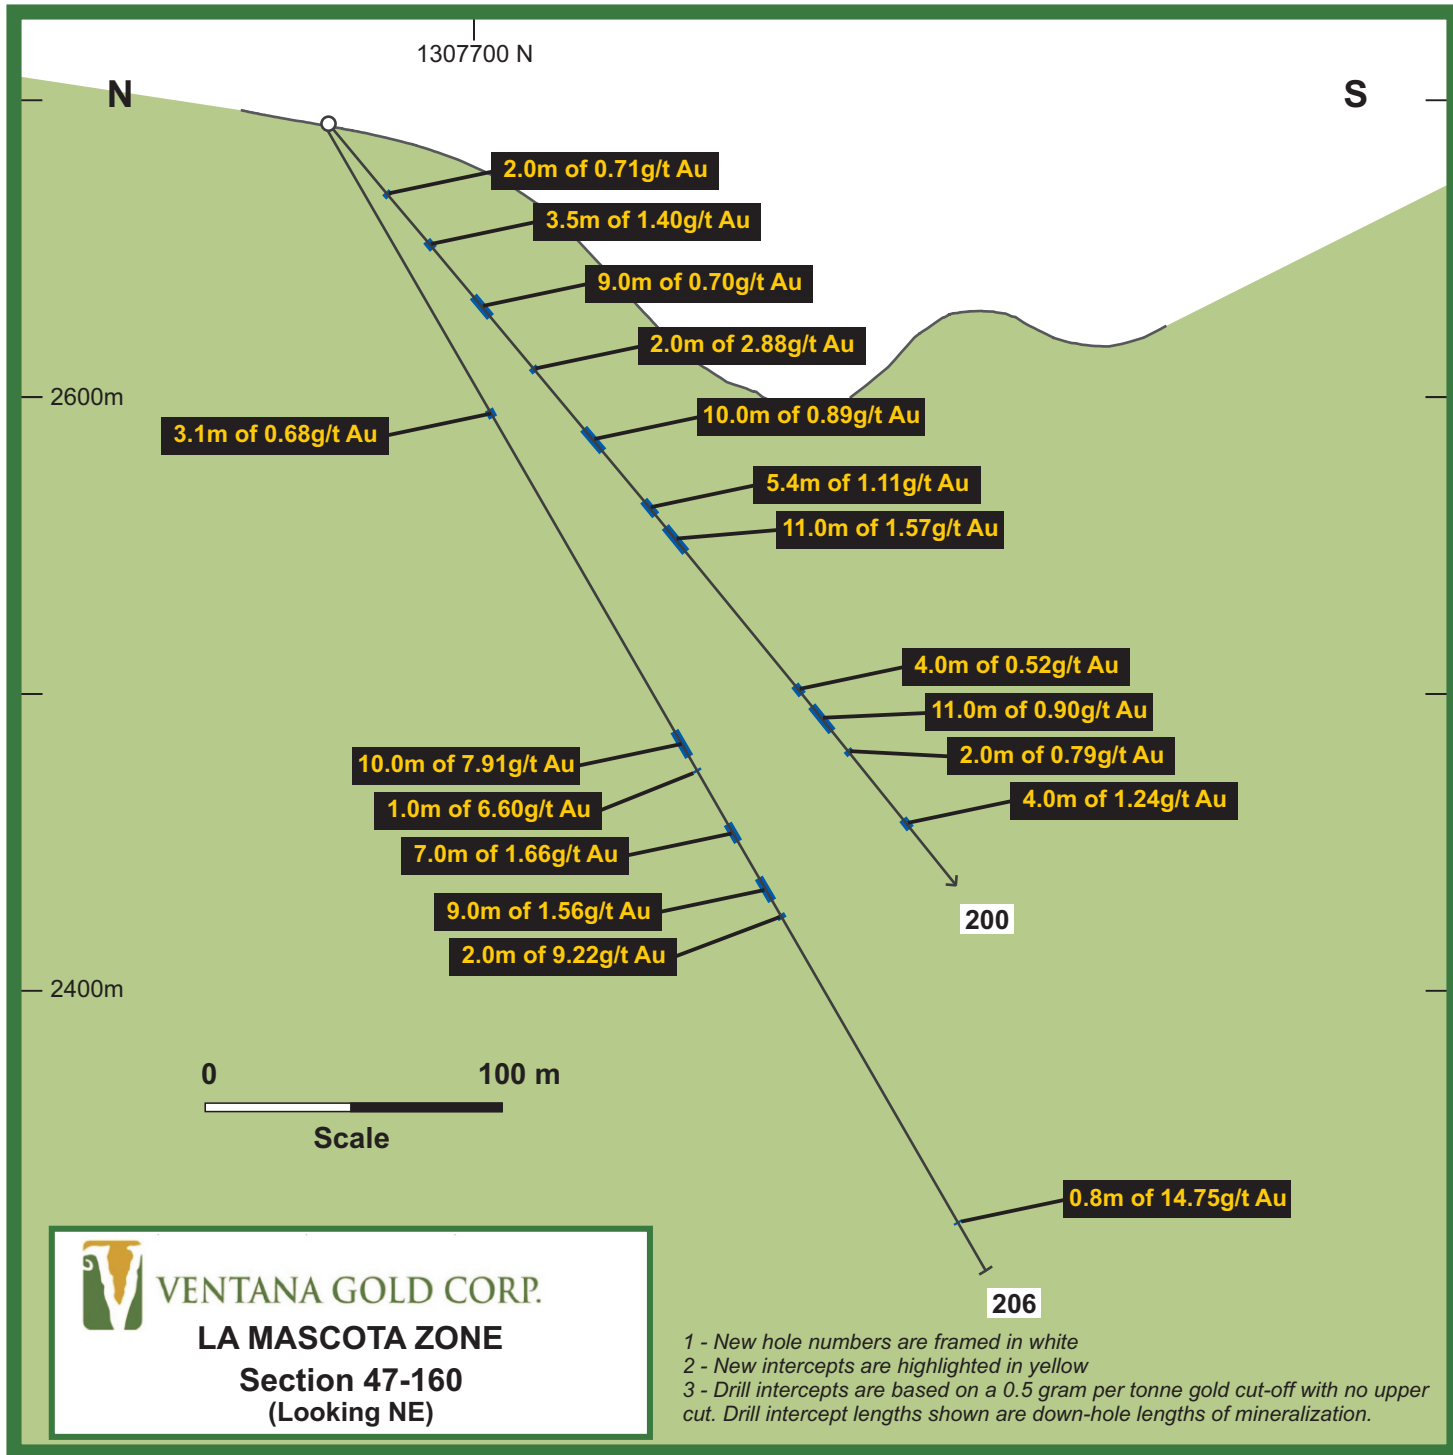 1307700 N
N
S
2.0m of 0.71g/t Au
3.5m of 1.40g/t Au
9.0m of 0.70g/t Au
2.0m of 2.88g/t Au
2600m
10.0m of 0.89g/t Au
3.1m of 0.68g/t Au
5.4m of 1.11g/t Au
11.0m of 1.57g/t Au
4.0m of 0.52g/t Au
11.0m of 0.90g/t Au
2.0m of 0.79g/t Au
10.0m of 7.91g/t Au
4.0m of 1.24g/t Au
1.0m of 6.60g/t Au
7.0m of 1.66g/t Au
9.0m of 1.56g/t Au
200
2.0m of 9.22g/t Au
2400m
0 100 m
Scale
0.8m of 14.75g/t Au
206
VENTANA GOLD CORP.
LA MASCOTA ZONE
Section 47-160
(Looking NE)
1 - New hole numbers are framed in white
2 - New intercepts are highlighted in yellow
3 - Drill intercepts are based on a 0.5 gram per tonne gold cut-off with no upper
cut. Drill intercept lengths shown are down-hole lengths of mineralization.